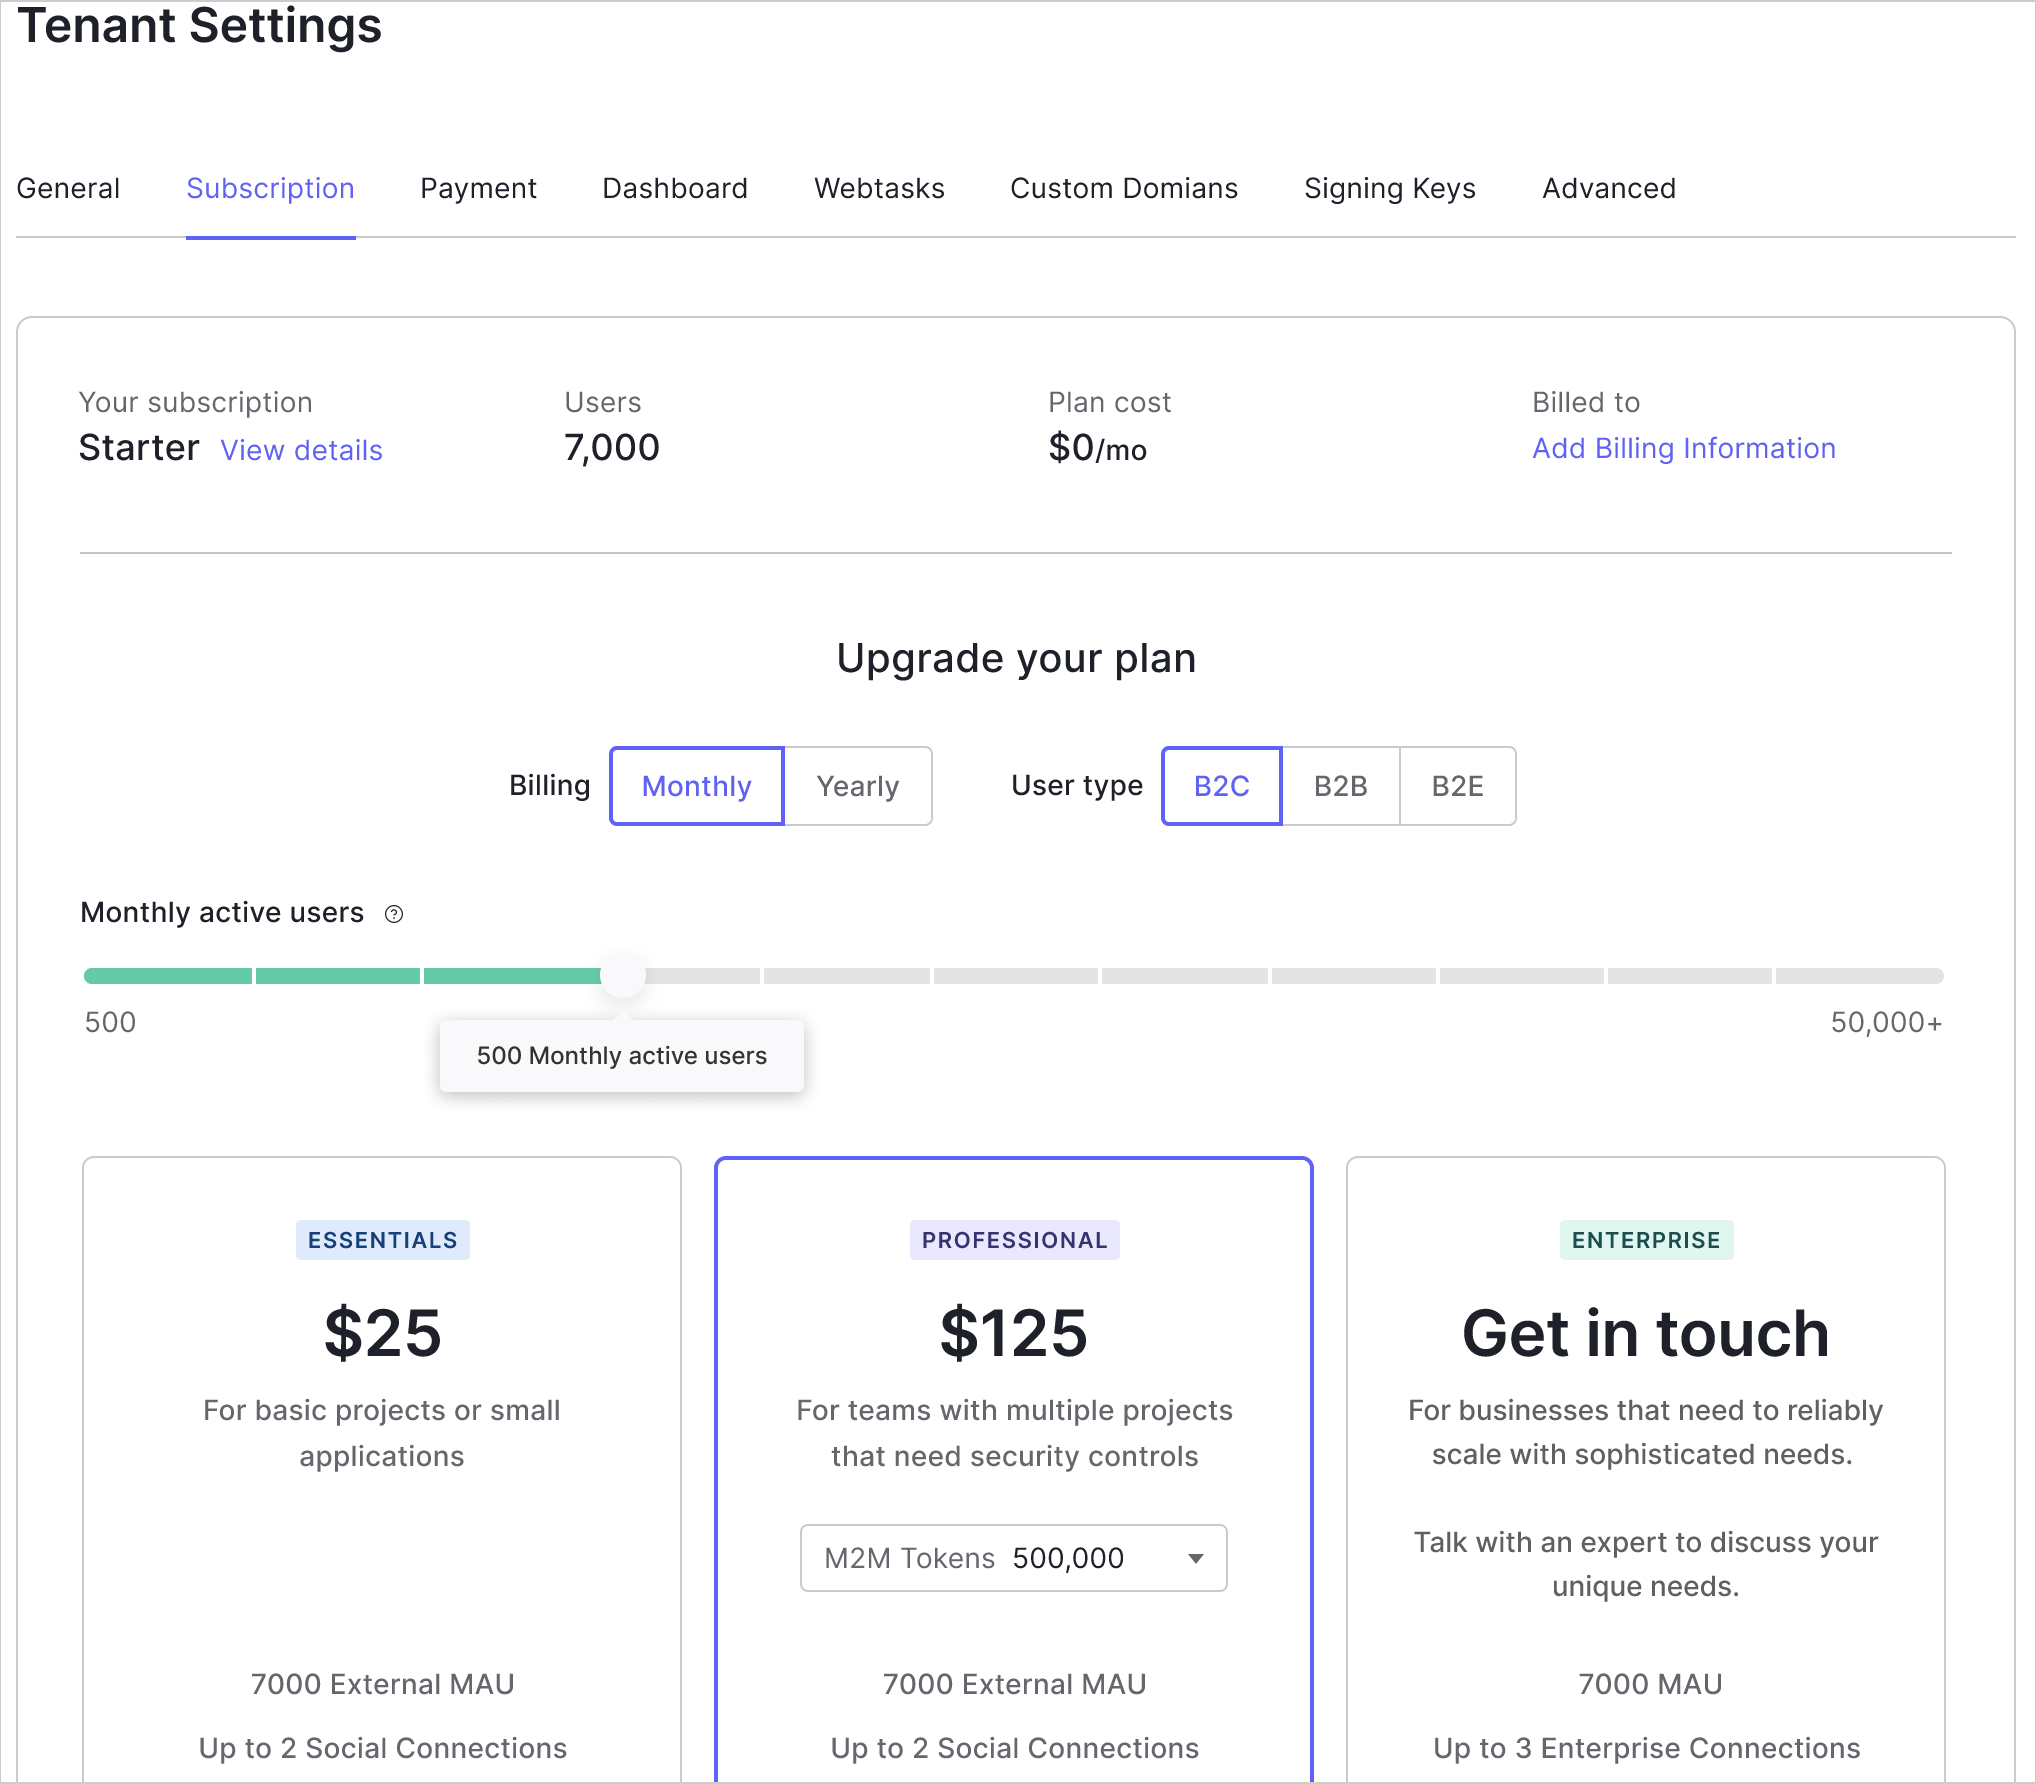 Tenant Settings
General Subscription Payment Dashboard Webtasks Custom Domians Signing Keys Advanced
Your subscription Users Plan cost Billed to
Starter View details 7,000 $0/mo Add Billing Information
Upgrade your plan
Billing Monthly Yearly User type B2C B2B B2E
Monthly active users ?
500 50,000+
500 Monthly active users
ESSENTIALS
$25
For basic projects or small
applications
7000 External MAU
Up to 2 Social Connections
PROFESSIONAL
$125
For teams with multiple projects
that need security controls
M2M Tokens 500,000
7000 External MAU
Up to 2 Social Connections
ENTERPRISE
Get in touch
For businesses that need to reliably
scale with sophisticated needs.
Talk with an expert to discuss your
unique needs.
7000 MAU
Up to 3 Enterprise Connections